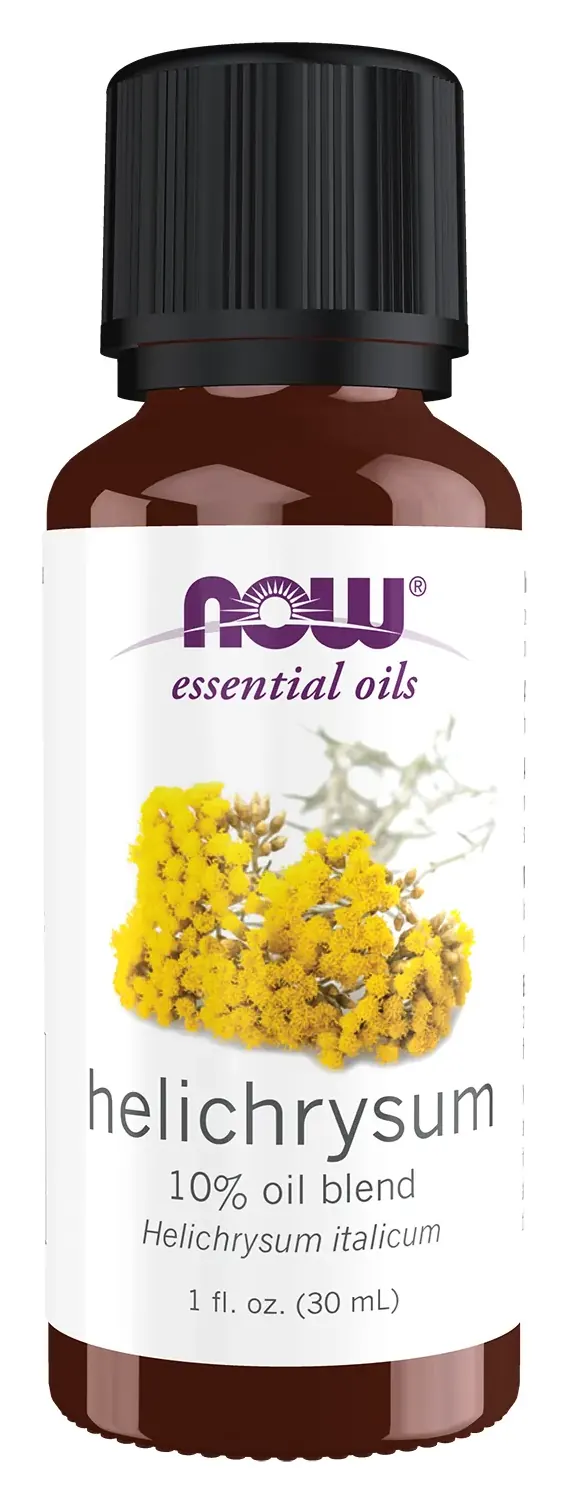 now®
essential oils
helichrysum
10% oil blend
Helichrysum italicum
1 fl. oz. (30 mL)